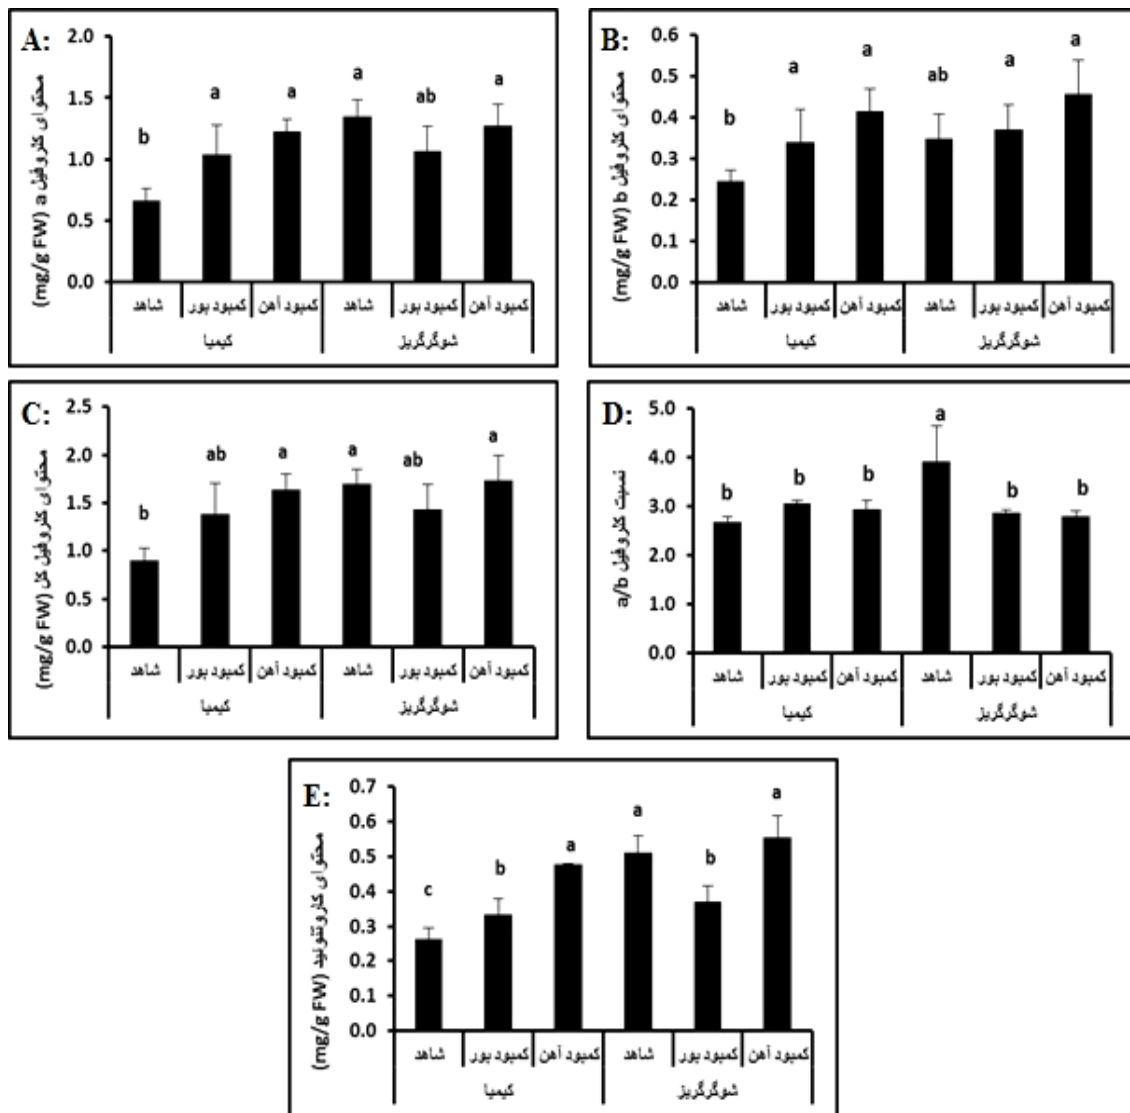 A:
محتوای کلروفیل a (mg/g FW)
2.0
1.5
1.0
0.5
0.0
b
a
a
a
ab
a
شاهد
کمبود بور
کمبود آهن
شاهد
کمبود بور
کمبود آهن
کیمیا
شوگرگریز
B:
محتوای کلروفیل b (mg/g FW)
0.6
0.5
0.4
0.3
0.2
0.1
0.0
b
a
a
ab
a
a
شاهد
کمبود بور
کمبود آهن
شاهد
کمبود بور
کمبود آهن
کیمیا
شوگرگریز
C:
محتوای کلروفیل کل (mg/g FW)
2.5
2.0
1.5
1.0
0.5
0.0
b
ab
a
a
ab
a
شاهد
کمبود بور
کمبود آهن
شاهد
کمبود بور
کمبود آهن
کیمیا
شوگرگریز
D:
نسبت کلروفیل a/b
5.0
4.0
3.0
2.0
1.0
0.0
b
b
b
a
b
b
شاهد
کمبود بور
کمبود آهن
شاهد
کمبود بور
کمبود آهن
کیمیا
شوگرگریز
E:
محتوای کاروتنوئید (mg/g FW)
0.7
0.6
0.5
0.4
0.3
0.2
0.1
0.0
c
b
a
a
b
a
شاهد
کمبود بور
کمبود آهن
شاهد
کمبود بور
کمبود آهن
کیمیا
شوگرگریز